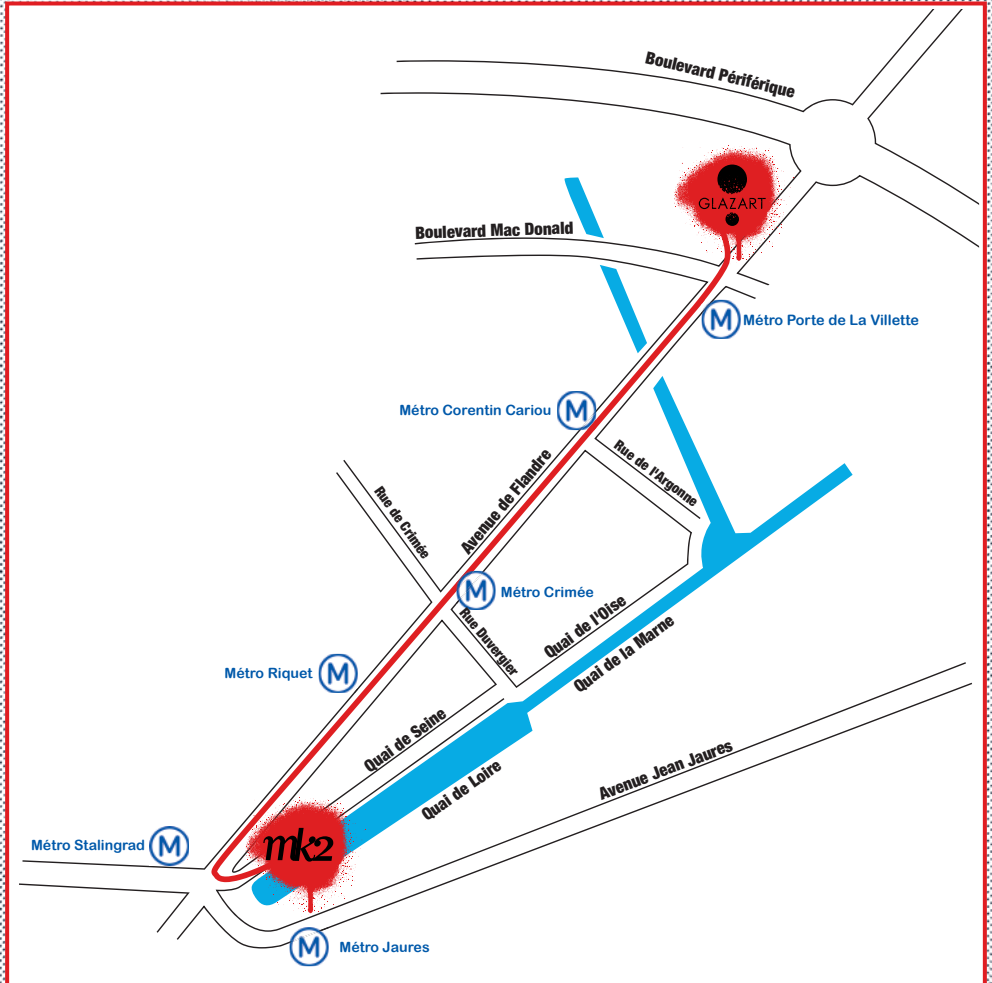 Boulevard Périférique
GLAZART
Boulevard Mac Donald
M Métro Porte de La Villette
Métro Corentin Cariou M
Rue de l'Argonne
Avenue de Flandre
Rue de Crimée
M Métro Crimée
Rue Duvergier
Quai de l'Oise
Quai de la Marne
Métro Riquet M
Quai de Seine
Quai de Loire
Avenue Jean Jaures
mk2
Métro Stalingrad M
M Métro Jaures